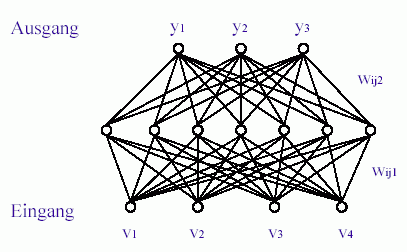 Ausgang y1 y2 y3
Wij2
Wij1
Eingang
v1 v2 v3 v4